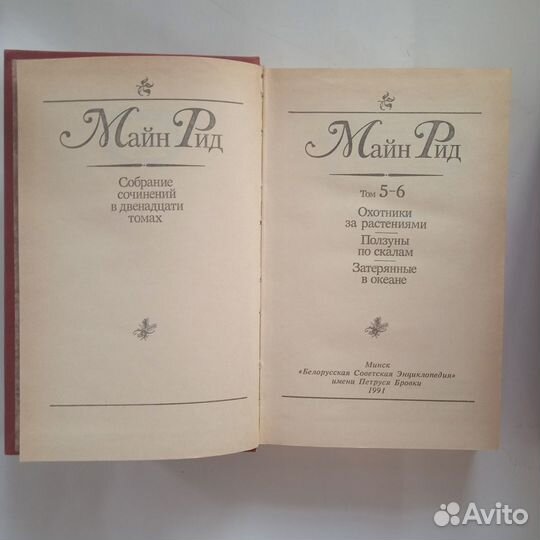 Майн Рид
Собрание
сочинений
в двенадцати
томах
Майн Рид
Том 5-6
Охотники
за растениями
Ползуны
по скалам
Затерянные
в океане
Минск
«Белорусская Советская Энциклопедия»
имени Петруся Бровки
1991
Avito